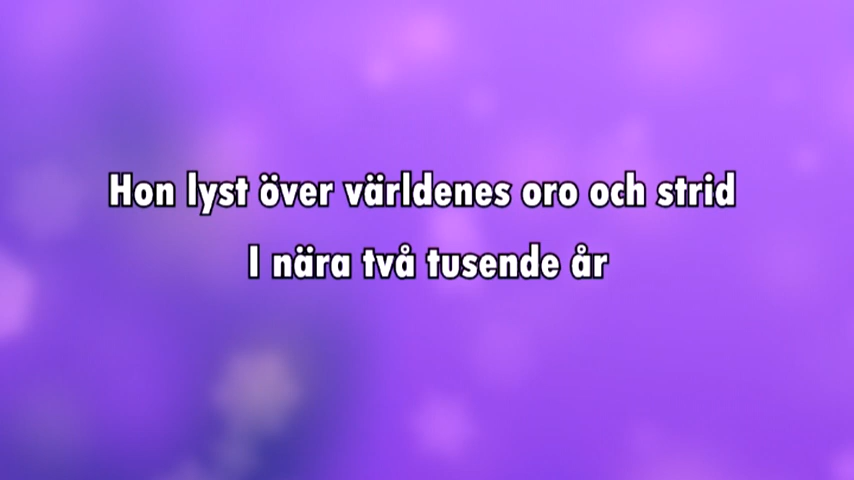 Hon lyst över världenes oro och strid
I nära två tusende år